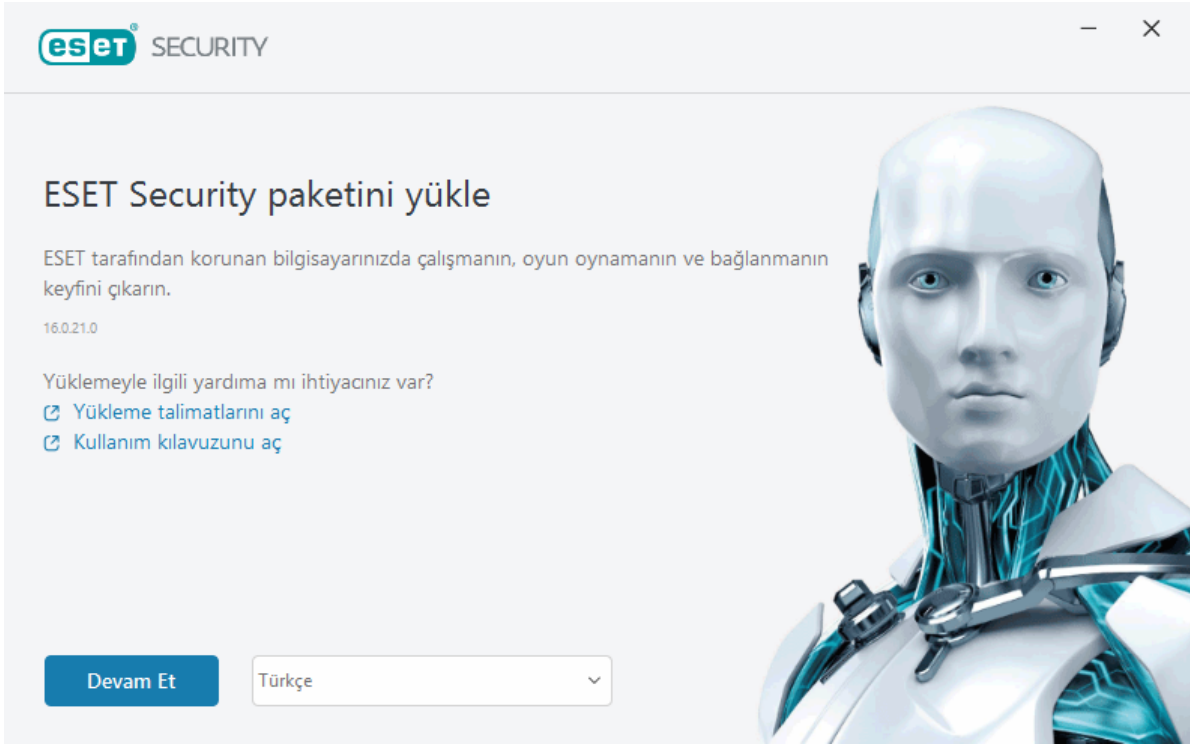 eset® SECURITY
ESET Security paketini yükle
ESET tarafından korunan bilgisayarınızda çalışmanın, oyun oynamanın ve bağlanmanın
keyfini çıkarın.
16.0.21.0
Yüklemeyle ilgili yardıma mı ihtiyacınız var?
Yükleme talimatlarını aç
Kullanım kılavuzunu aç
Devam Et
Türkçe